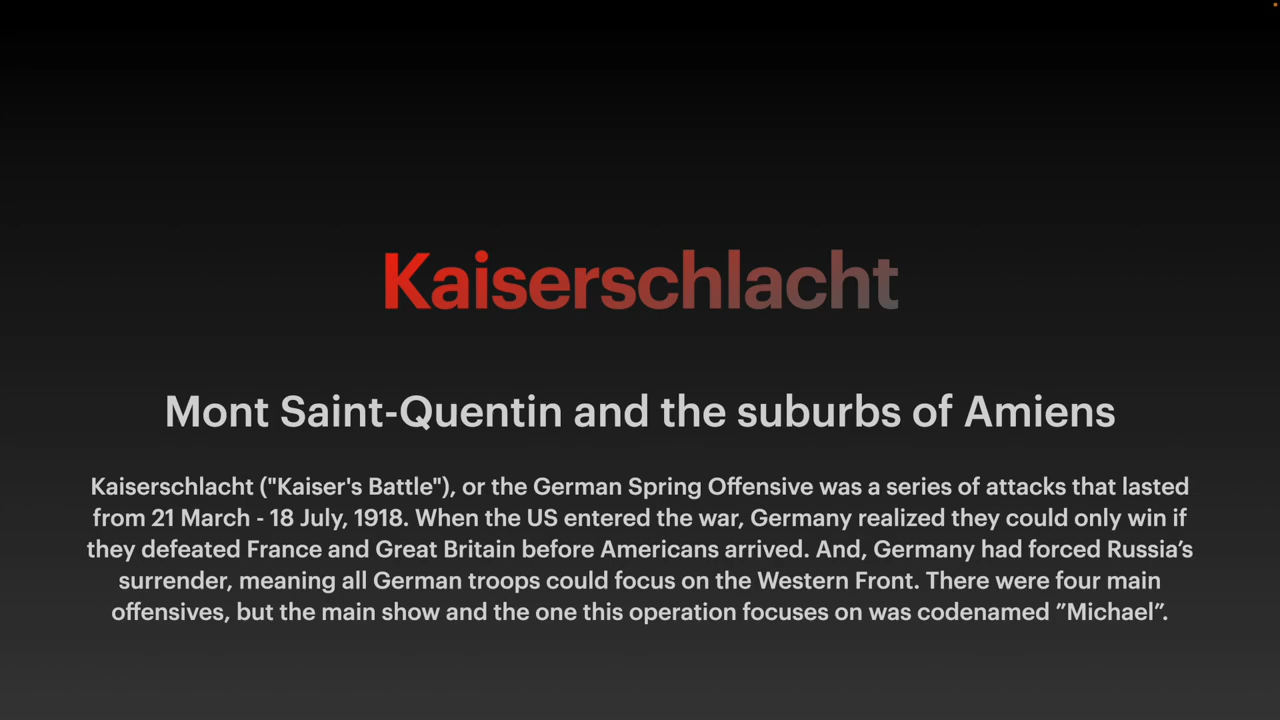 Kaiserschlacht
Mont Saint-Quentin and the suburbs of Amiens
Kaiserschlacht ("Kaiser's Battle"), or the German Spring Offensive was a series of attacks that lasted
from 21 March - 18 July, 1918. When the US entered the war, Germany realized they could only win if
they defeated France and Great Britain before Americans arrived. And, Germany had forced Russia’s
surrender, meaning all German troops could focus on the Western Front. There were four main
offensives, but the main show and the one this operation focuses on was codenamed ”Michael”.